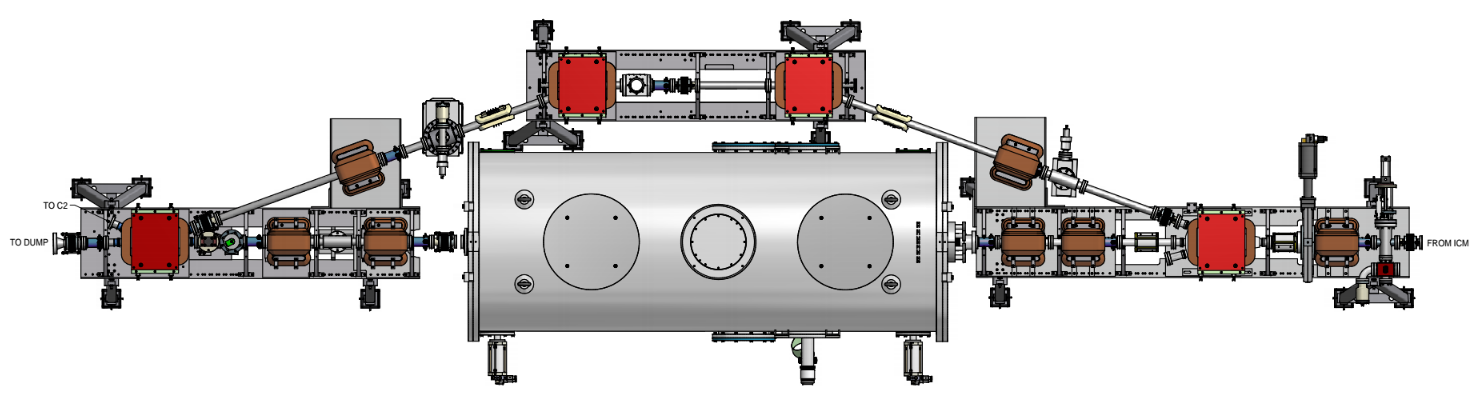 TO C2
TO DUMP
FROM ICM